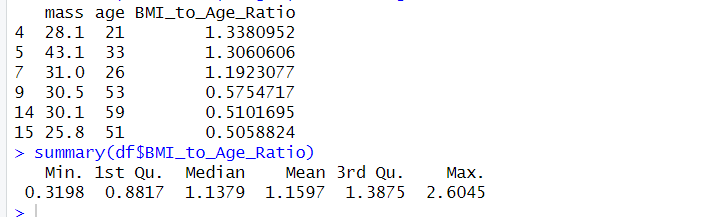 mass age BMI_to_Age_Ratio
4 28.1 21 1.3380952
5 43.1 33 1.3060606
7 31.0 26 1.1923077
9 30.5 53 0.5754717
14 30.1 59 0.5101695
15 25.8 51 0.5058824
> summary(df$BMI_to_Age_Ratio)
Min. 1st Qu. Median Mean 3rd Qu. Max.
0.3198 0.8817 1.1379 1.1597 1.3875 2.6045
>